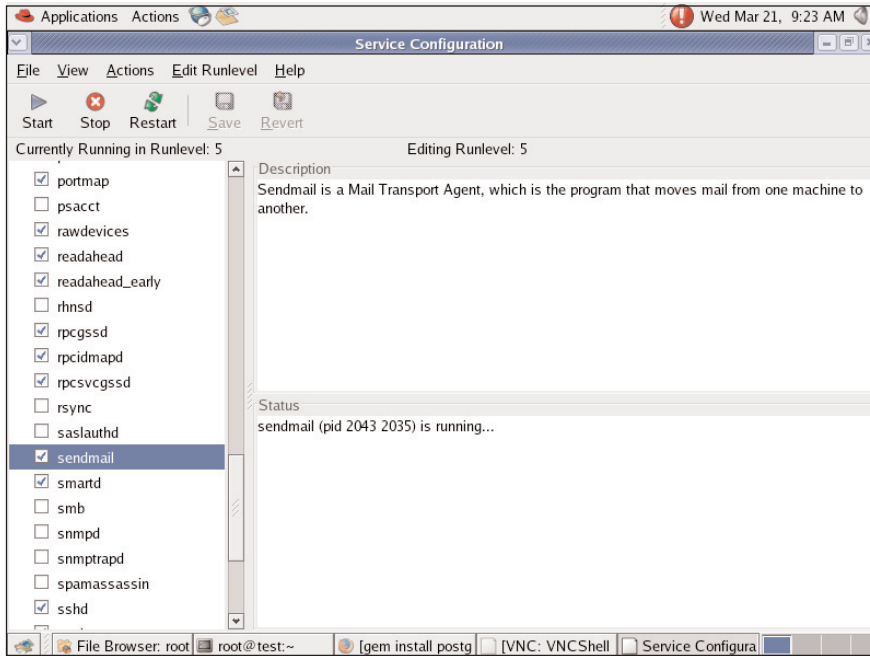 Applications Actions
Wed Mar 21, 9:23 AM
Service Configuration
File View Actions Edit Runlevel Help
Start Stop Restart Save Revert
Currently Running in Runlevel: 5
Editing Runlevel: 5
portmap
psacct
rawdevices
readahead
readahead_early
rhnsd
rpcgssd
rpcidmapd
rpcsvcgssd
rsync
saslauthd
sendmail
smartd
smb
snmpd
snmptrapd
spamassassin
sshd
Description
Sendmail is a Mail Transport Agent, which is the program that moves mail from one machine to
another.
Status
sendmail (pid 2043 2035) is running...
File Browser: root
root@test:~
[gem install postg
[VNC: VNCShell
Service Configura